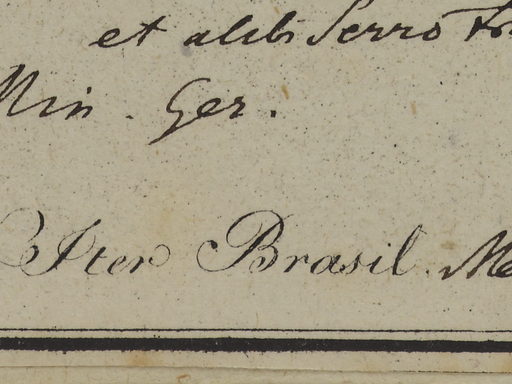 et alibi Serro
Min. Ger.
Iter Brasil.